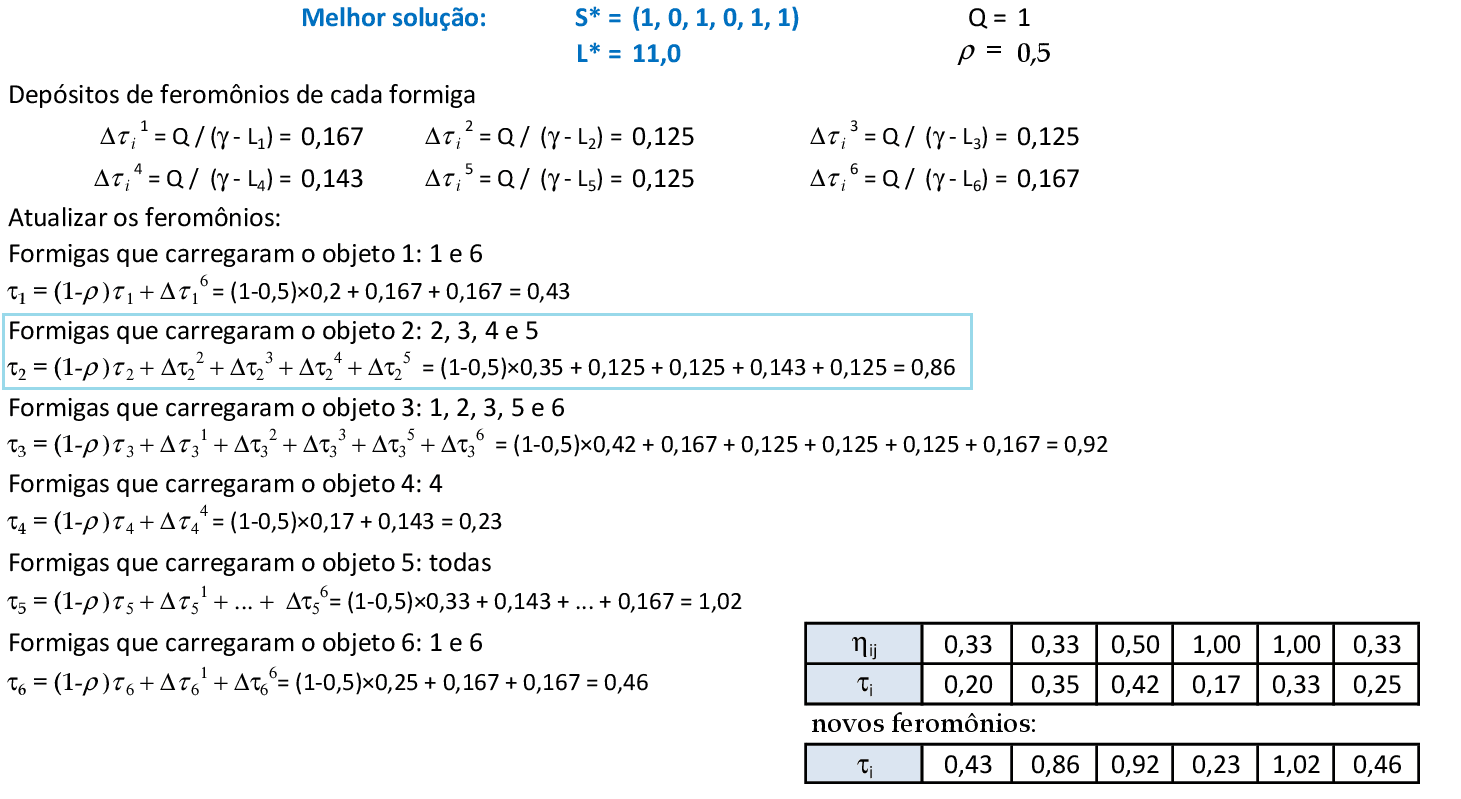 Melhor solução: S* = (1, 0, 1, 0, 1, 1) Q = 1
L* = 11,0 ρ = 0,5
Depósitos de feromônios de cada formiga
Δτᵢ¹ = Q / (γ - L₁) = 0,167 Δτᵢ² = Q / (γ - L₂) = 0,125 Δτᵢ³ = Q / (γ - L₃) = 0,125
Δτᵢ⁴ = Q / (γ - L₄) = 0,143 Δτᵢ⁵ = Q / (γ - L₅) = 0,125 Δτᵢ⁶ = Q / (γ - L₆) = 0,167
Atualizar os feromônios:
Formigas que carregaram o objeto 1: 1 e 6
τ₁ = (1-ρ)τ₁ + Δτ₁⁶ = (1-0,5)×0,2 + 0,167 + 0,167 = 0,43
Formigas que carregaram o objeto 2: 2, 3, 4 e 5
τ₂ = (1-ρ)τ₂ + Δτ₂² + Δτ₂³ + Δτ₂⁴ + Δτ₂⁵ = (1-0,5)×0,35 + 0,125 + 0,125 + 0,143 + 0,125 = 0,86
Formigas que carregaram o objeto 3: 1, 2, 3, 5 e 6
τ₃ = (1-ρ)τ₃ + Δτ₃¹ + Δτ₃² + Δτ₃³ + Δτ₃⁵ + Δτ₃⁶ = (1-0,5)×0,42 + 0,167 + 0,125 + 0,125 + 0,125 + 0,167 = 0,92
Formigas que carregaram o objeto 4: 4
τ₄ = (1-ρ)τ₄ + Δτ₄⁴ = (1-0,5)×0,17 + 0,143 = 0,23
Formigas que carregaram o objeto 5: todas
τ₅ = (1-ρ)τ₅ + Δτ₅¹ + ... + Δτ₅⁶= (1-0,5)×0,33 + 0,143 + ... + 0,167 = 1,02
Formigas que carregaram o objeto 6: 1 e 6
τ₆ = (1-ρ)τ₆ + Δτ₆¹ + Δτ₆⁶= (1-0,5)×0,25 + 0,167 + 0,167 = 0,46
ηᵢⱼ 0,33 0,33 0,50 1,00 1,00 0,33
τᵢ 0,20 0,35 0,42 0,17 0,33 0,25
novos feromônios:
τᵢ 0,43 0,86 0,92 0,23 1,02 0,46